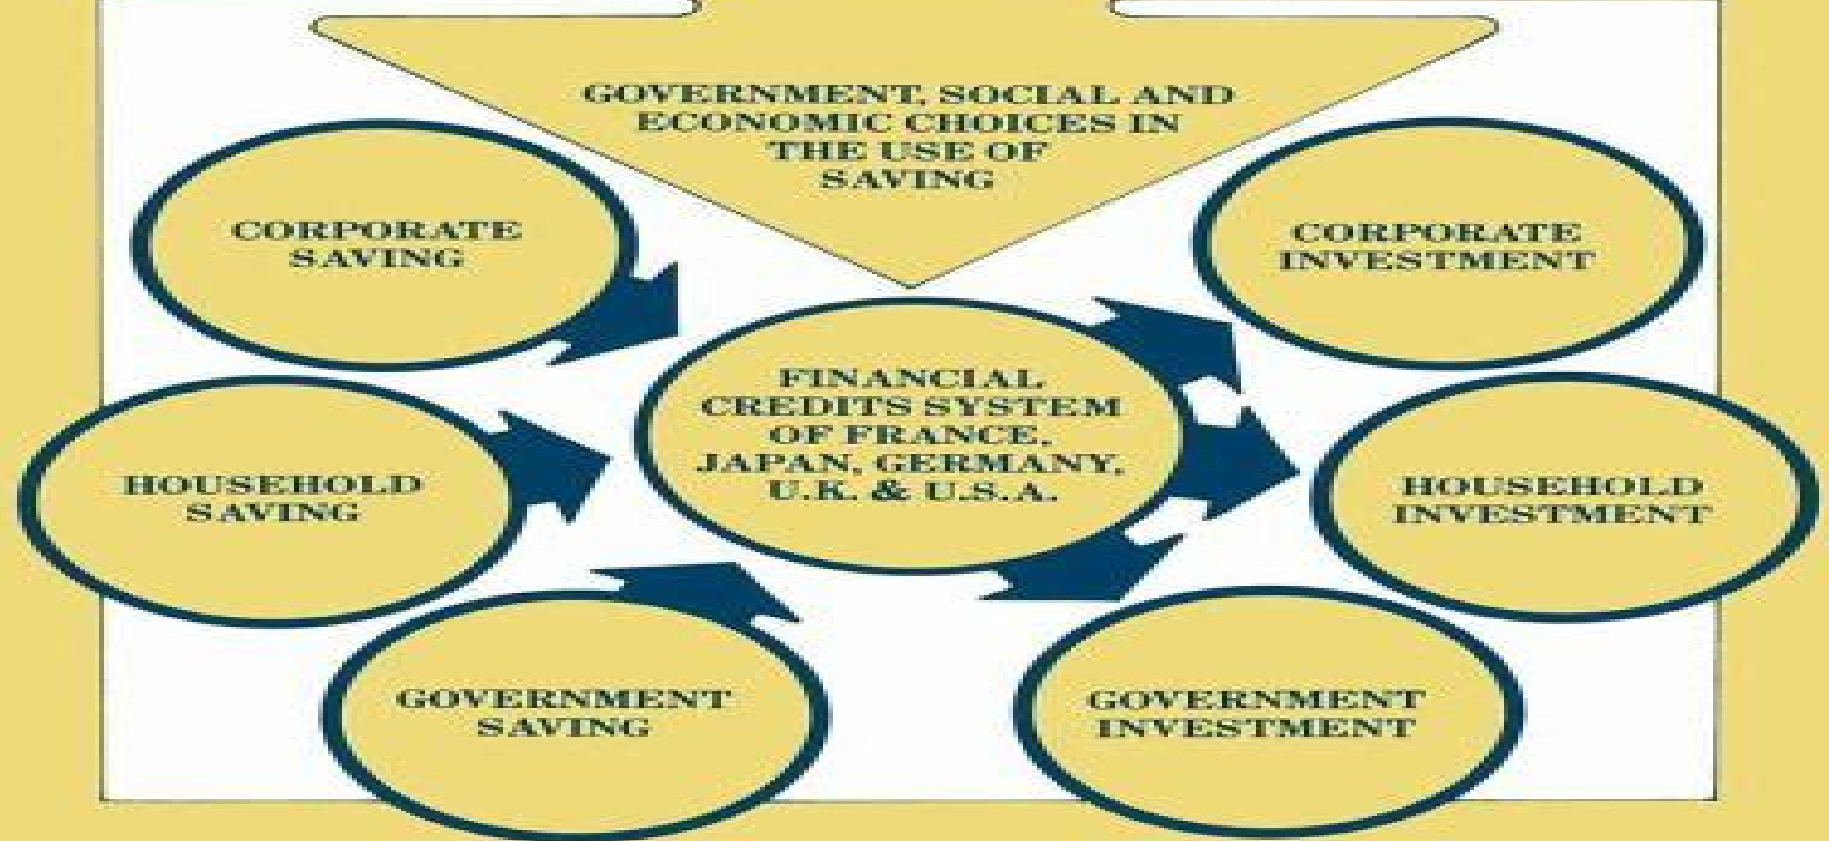 GOVERNMENT, SOCIAL AND
ECONOMIC CHOICES IN
THE USE OF
SAVING
CORPORATE
SAVING
CORPORATE
INVESTMENT
FINANCIAL
CREDITS SYSTEM
OF FRANCE,
JAPAN, GERMANY,
U.K. & U.S.A.
HOUSEHOLD
SAVING
HOUSEHOLD
INVESTMENT
GOVERNMENT
SAVING
GOVERNMENT
INVESTMENT